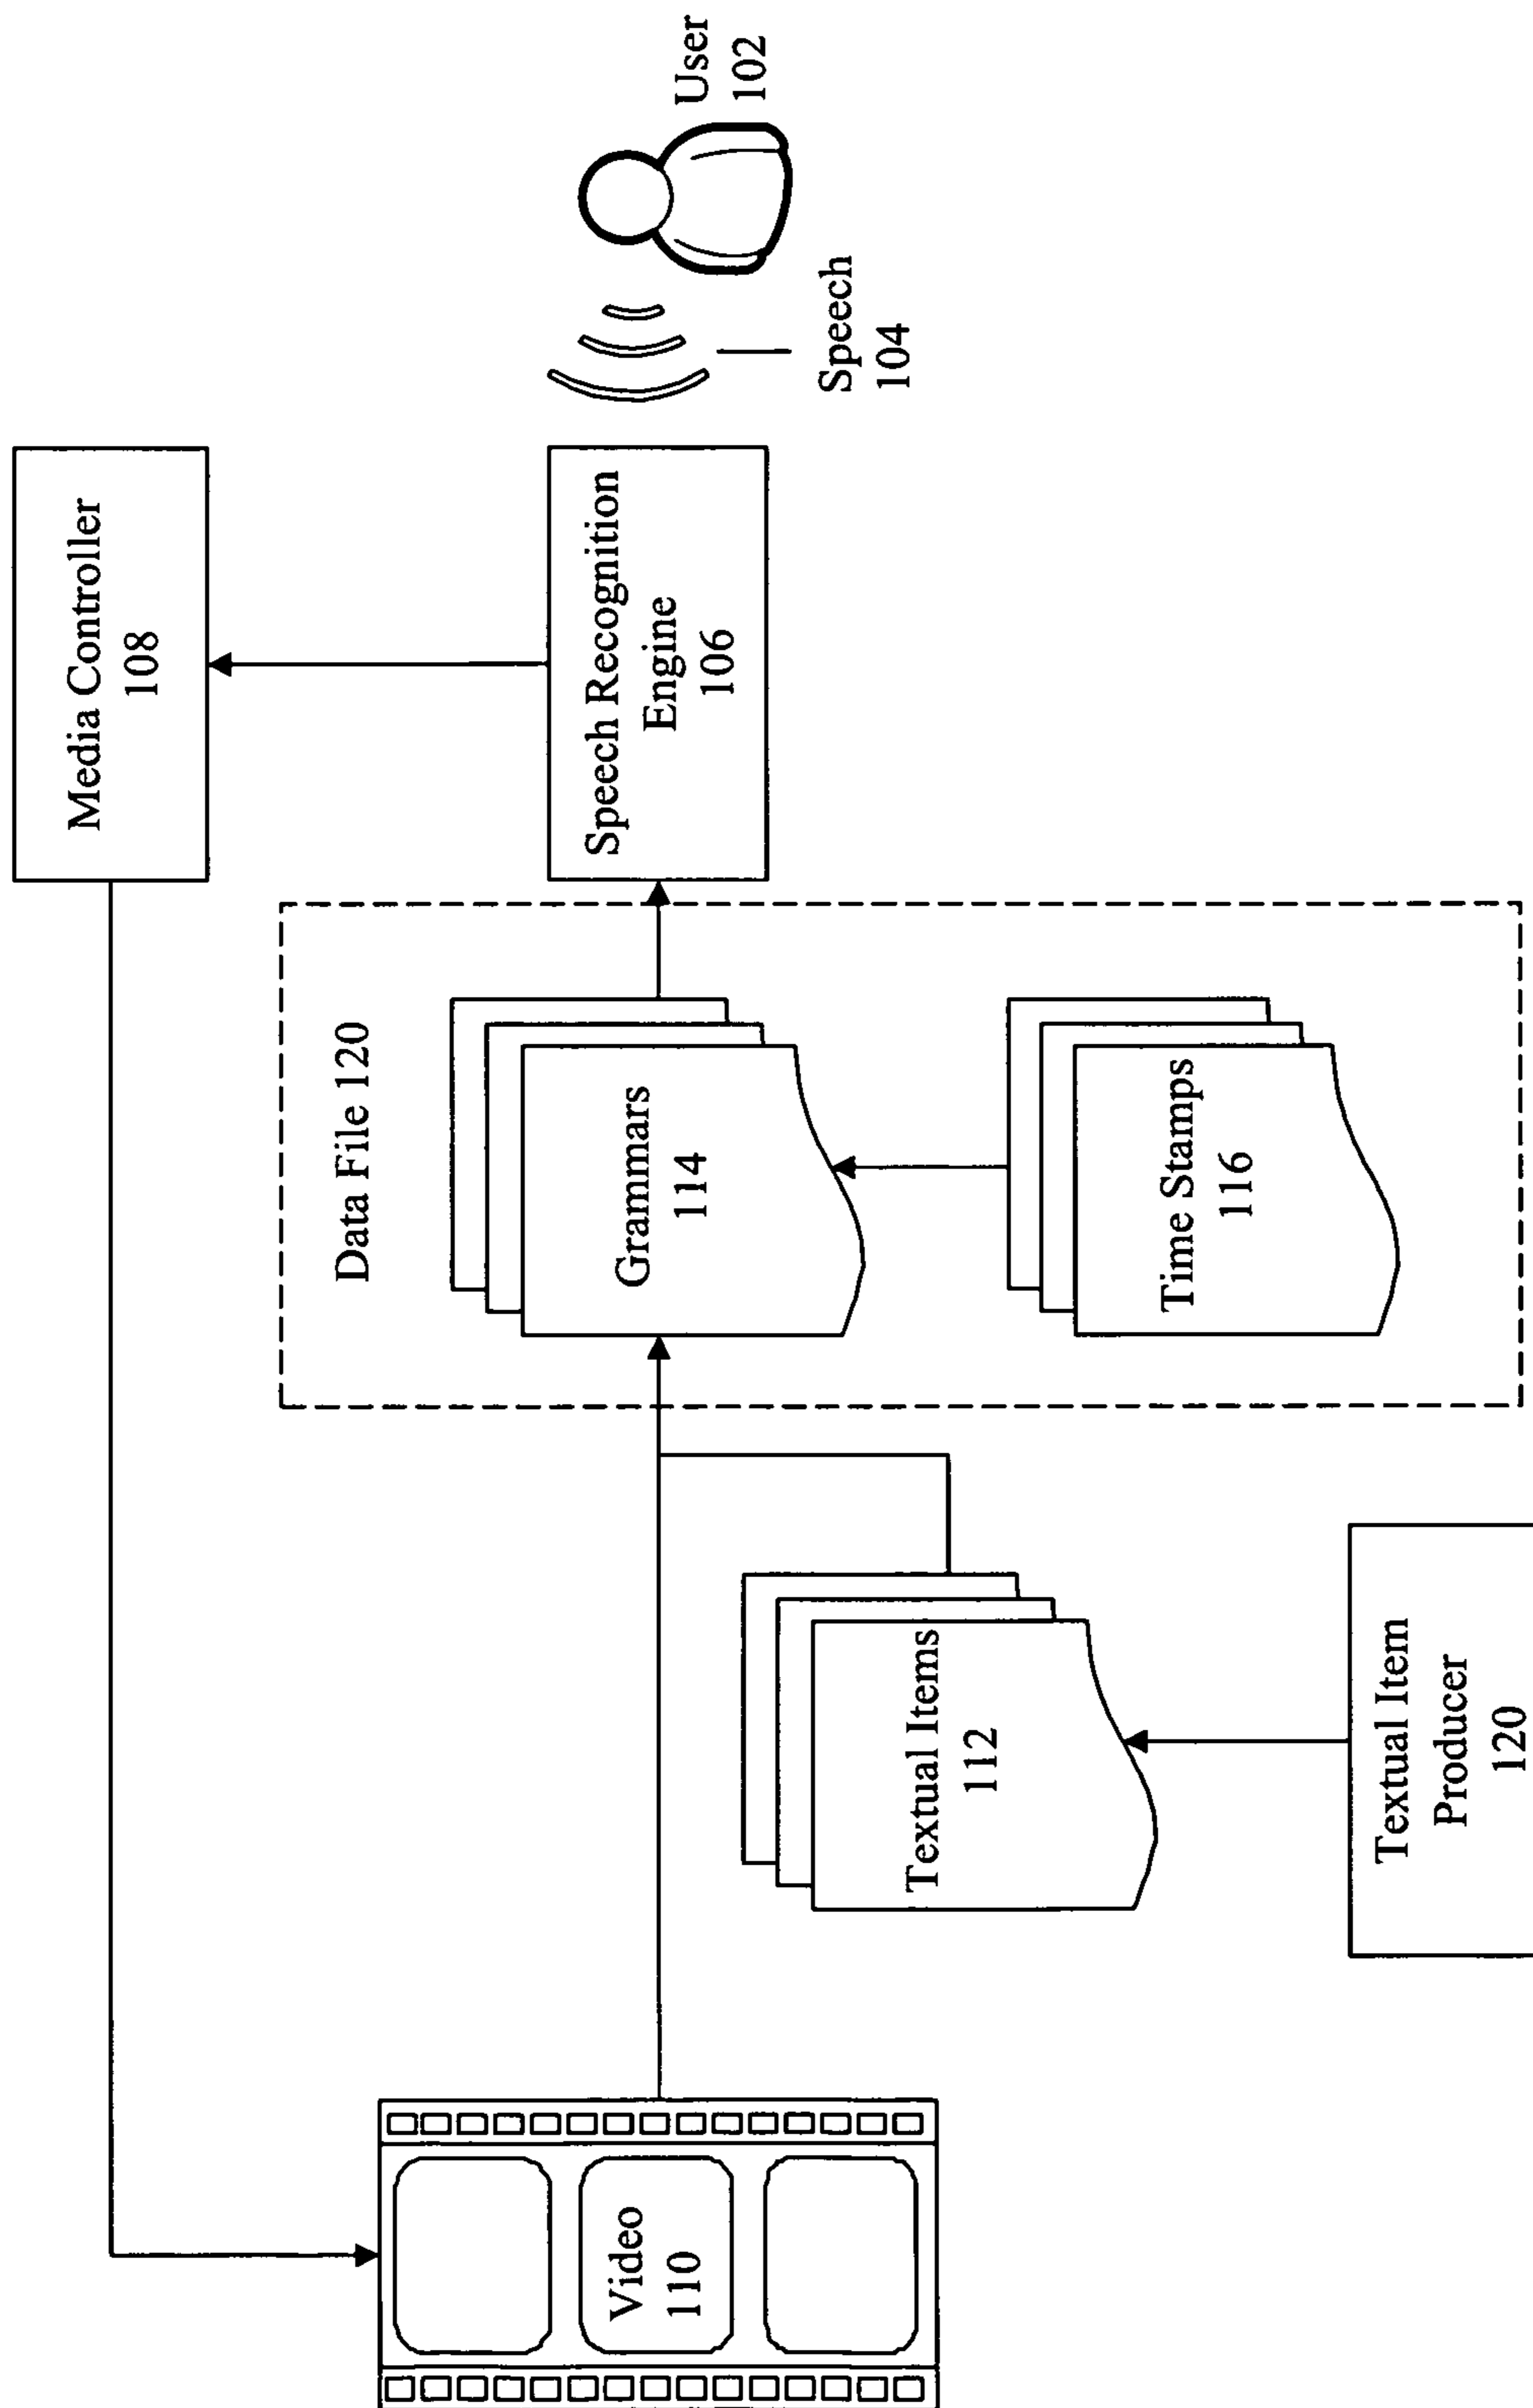 Media Controller
108
User
102
Speech
104
Speech Recognition
Engine
106
Data File 120
Grammars
114
Time Stamps
116
Video
110
Textual Items
112
Textual Item
Producer
120